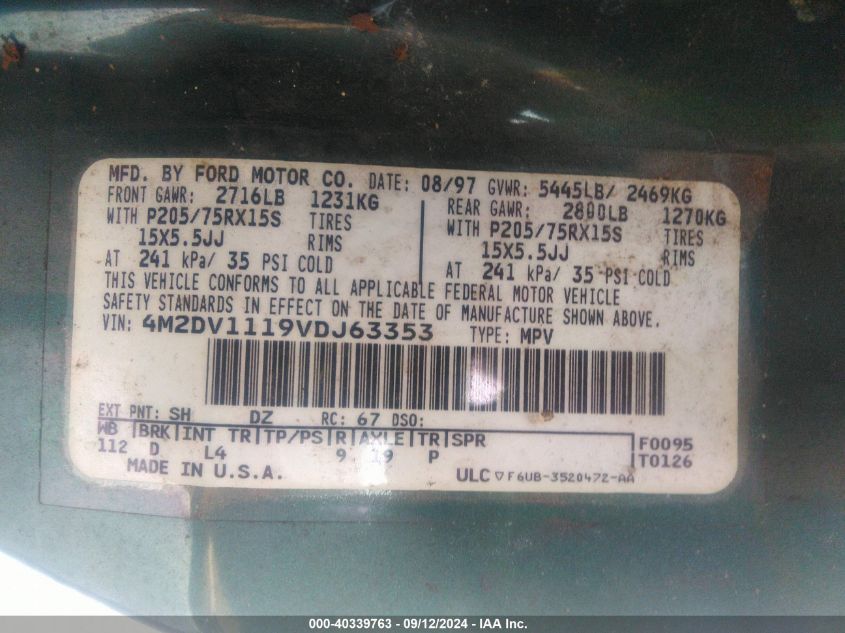 MFD. BY FORD MOTOR CO. DATE: 08/97 GVWR: 5445LB/ 2469KG
FRONT GAWR: 2716LB 1231KG
WITH P205/75RX15S TIRES
15X5.5JJ RIMS
AT 241 kPa/ 35 PSI COLD
REAR GAWR: 2800LB 1270KG
WITH P205/75RX15S TIRES
15X5.5JJ RIMS
AT 241 kPa/ 35 PSI COLD
THIS VEHICLE CONFORMS TO ALL APPLICABLE FEDERAL MOTOR VEHICLE
SAFETY STANDARDS IN EFFECT ON THE DATE OF MANUFACTURE SHOWN ABOVE.
VIN: 4M2DV1119VDJ63353 TYPE: MPV
EXT PNT: SH DZ RC: 67 DSO:
WB BRK INT TR TP/PS R AXLE TR SPR F0095
112 D L4 9 19 P T0126
MADE IN U.S.A. ULC ▽ F6UB-3520472-AA
000-40339763 - 09/12/2024 - IAA Inc.